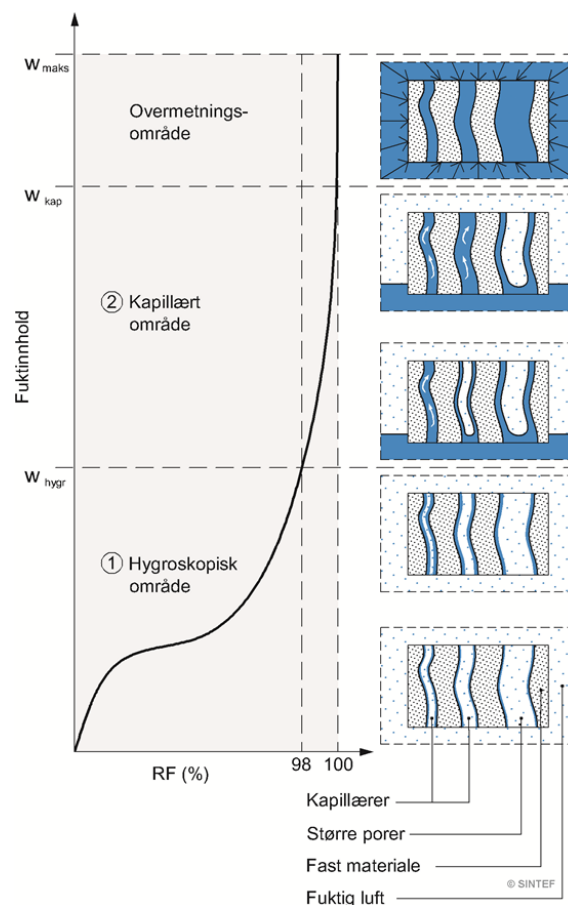 w maks
Overmetnings-
område
w kap
② Kapillært
område
Fuktinnhold
w hygr
① Hygroskopisk
område
98 100
RF (%)
Kapillærer
Større porer
Fast materiale
© SINTEF
Fuktig luft